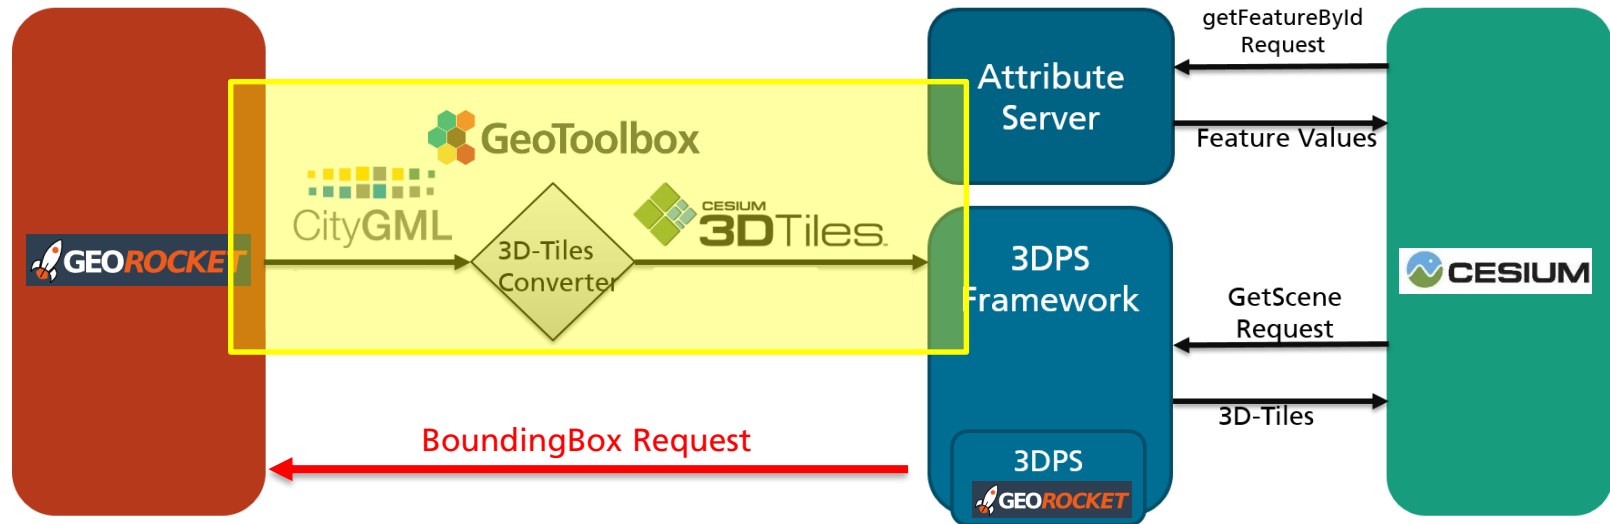 GEOROCKET
GeoToolbox
CityGML
3D-Tiles
Converter
CESIUM
3DTiles
BoundingBox Request
Attribute
Server
3DPS
Framework
3DPS
GEOROCKET
getFeatureById
Request
Feature Values
GetScene
Request
3D-Tiles
CESIUM